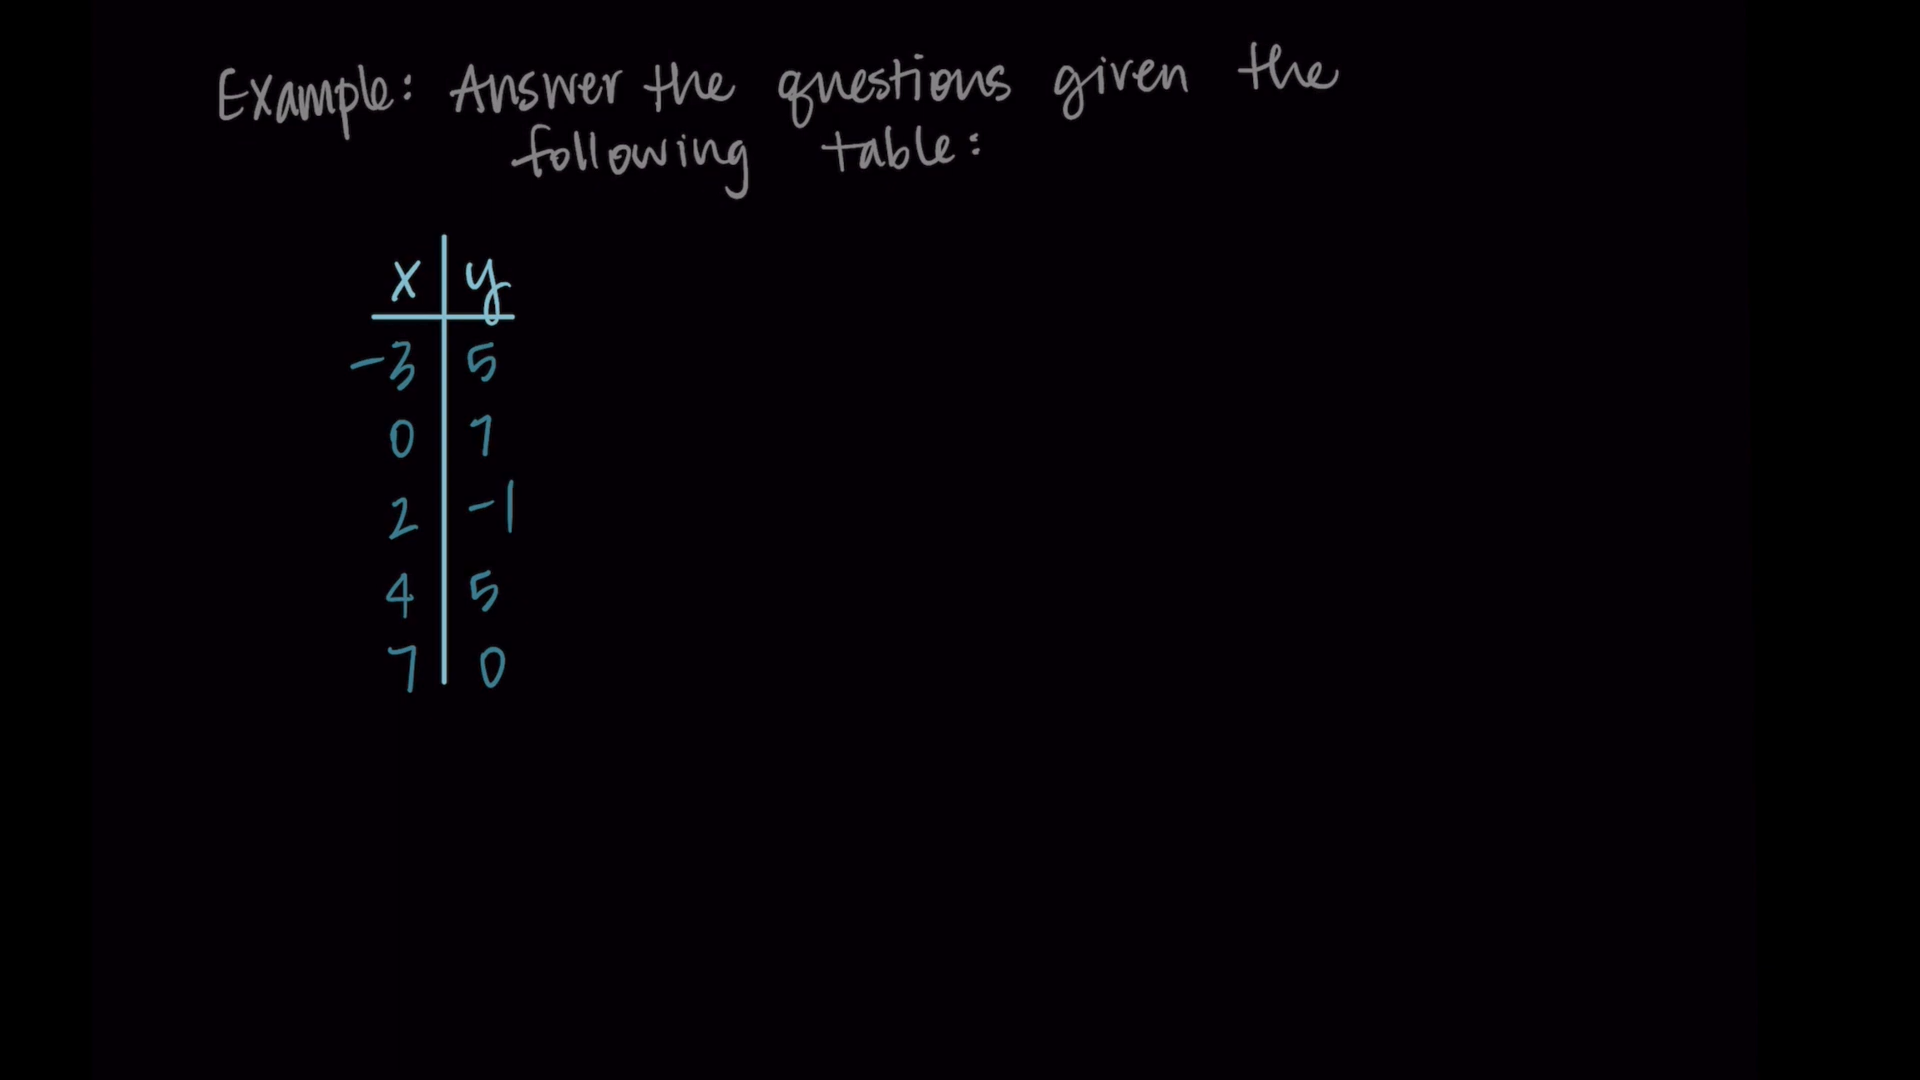 Example: Answer the questions given the
following table:
x y
-3 5
0 7
2 -1
4 5
7 0